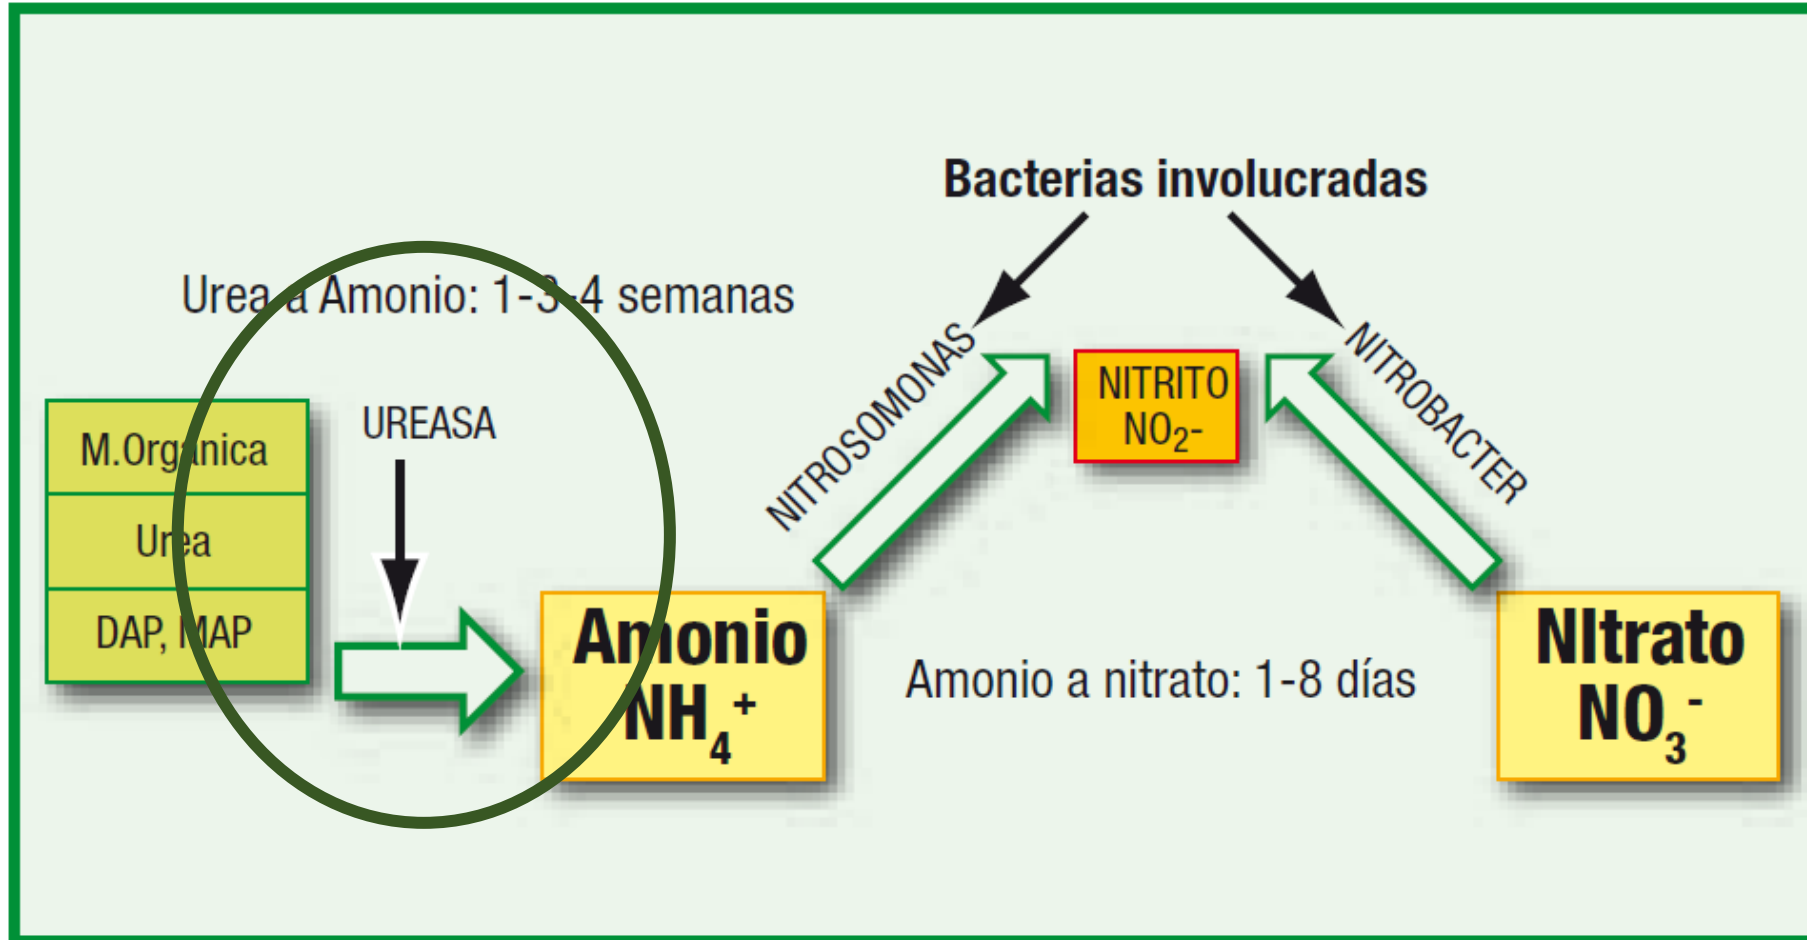 Bacterias involucradas
Urea a Amonio: 1-3-4 semanas
NITROSOMONAS
NITRITO
NO₂-
NITROBACTER
UREASA
M.Organica
Urea
DAP, MAP
Amonio
NH₄⁺
Amonio a nitrato: 1-8 días
NItrato
NO₃⁻